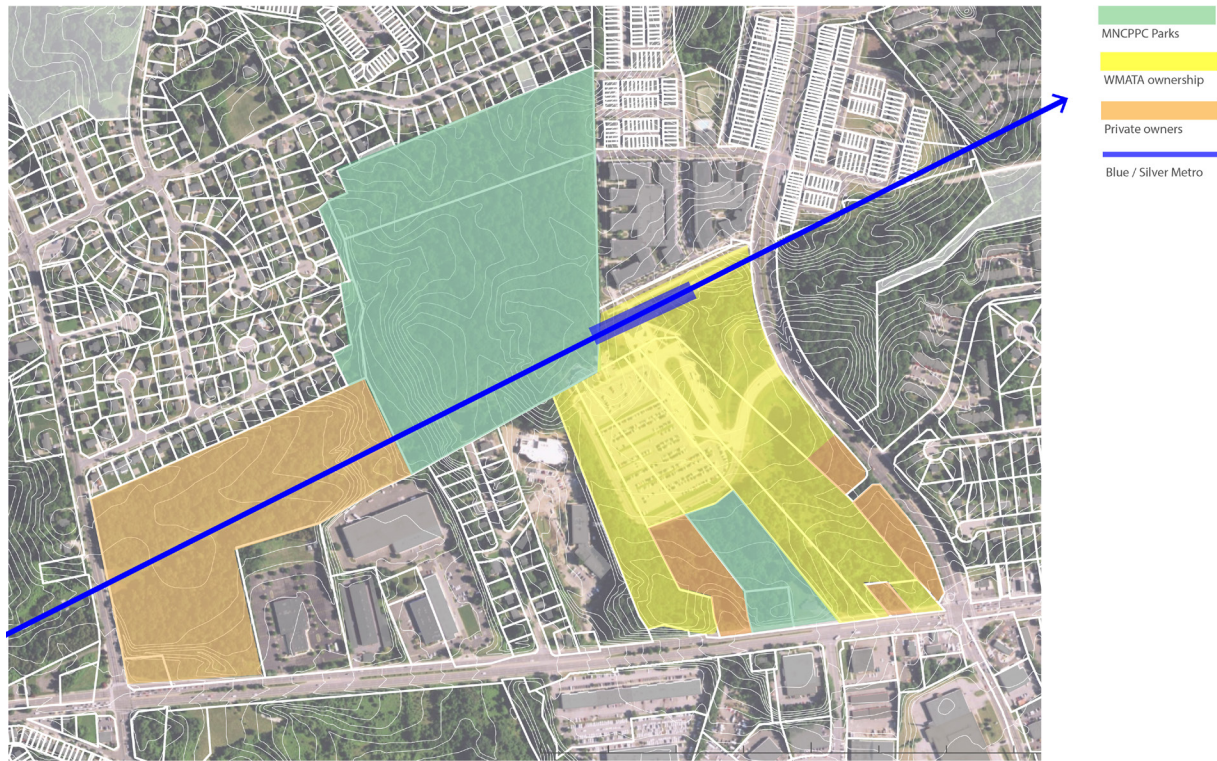 MNCPPC Parks
WMATA ownership
Private owners
Blue / Silver Metro